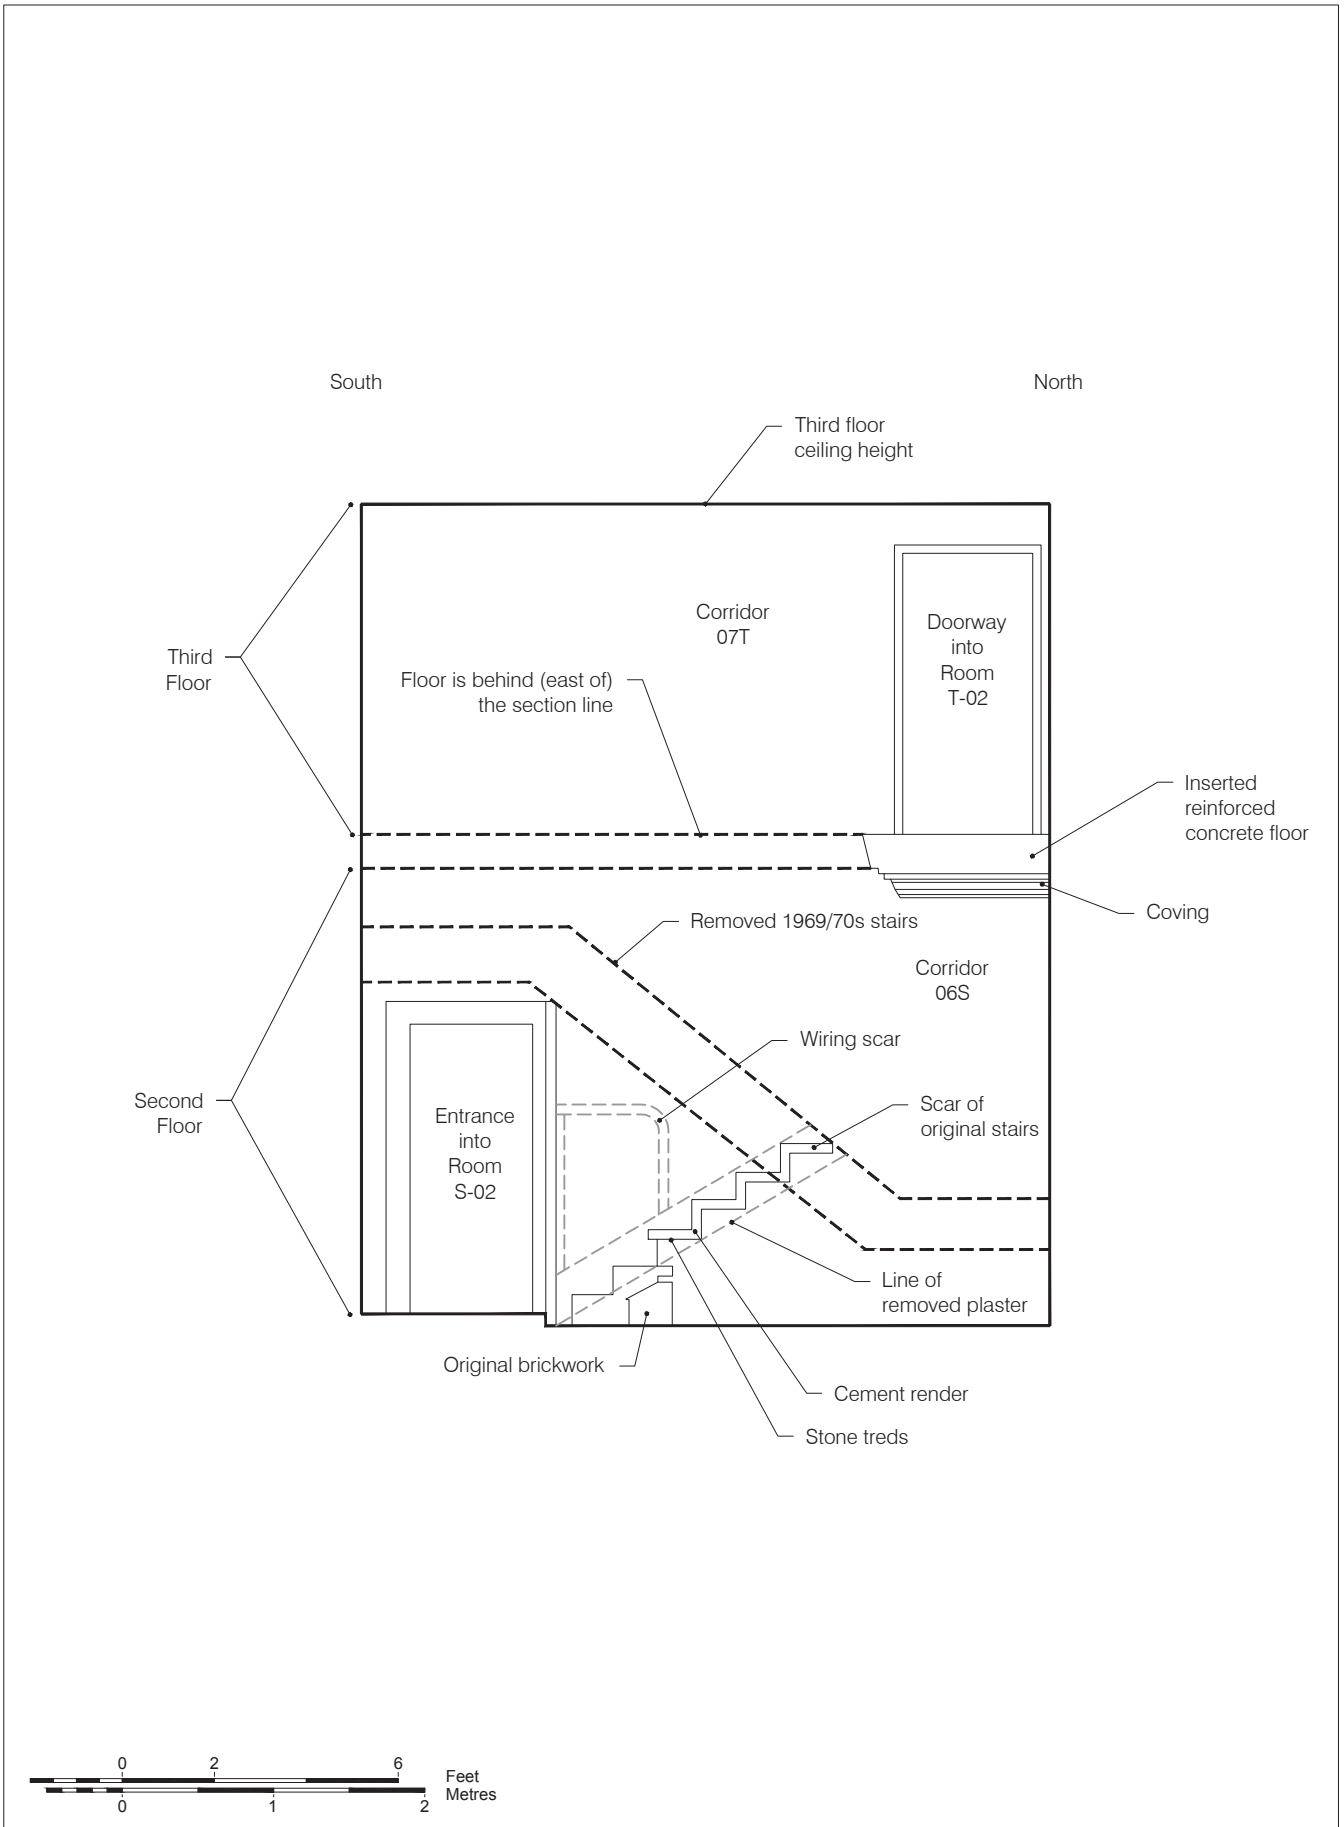 South
North
Third floor
ceiling height
Corridor
07T
Doorway
into
Room
T-02
Third
Floor
Floor is behind (east of)
the section line
Inserted
reinforced
concrete floor
Coving
Removed 1969/70s stairs
Corridor
06S
Wiring scar
Second
Floor
Entrance
into
Room
S-02
Scar of
original stairs
Line of
removed plaster
Original brickwork
Cement render
Stone treds
0 2 6
Feet
Metres
0 1 2